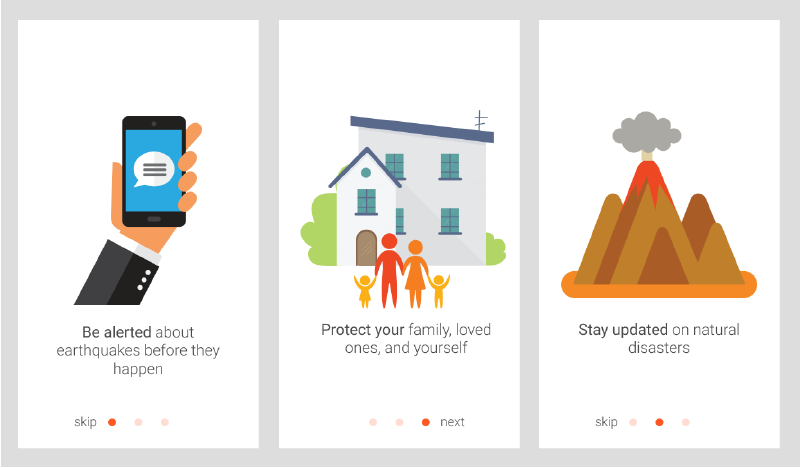 Be alerted about
earthquakes before they
happen
skip
Protect your family, loved
ones, and yourself
next
Stay updated on natural
disasters
skip